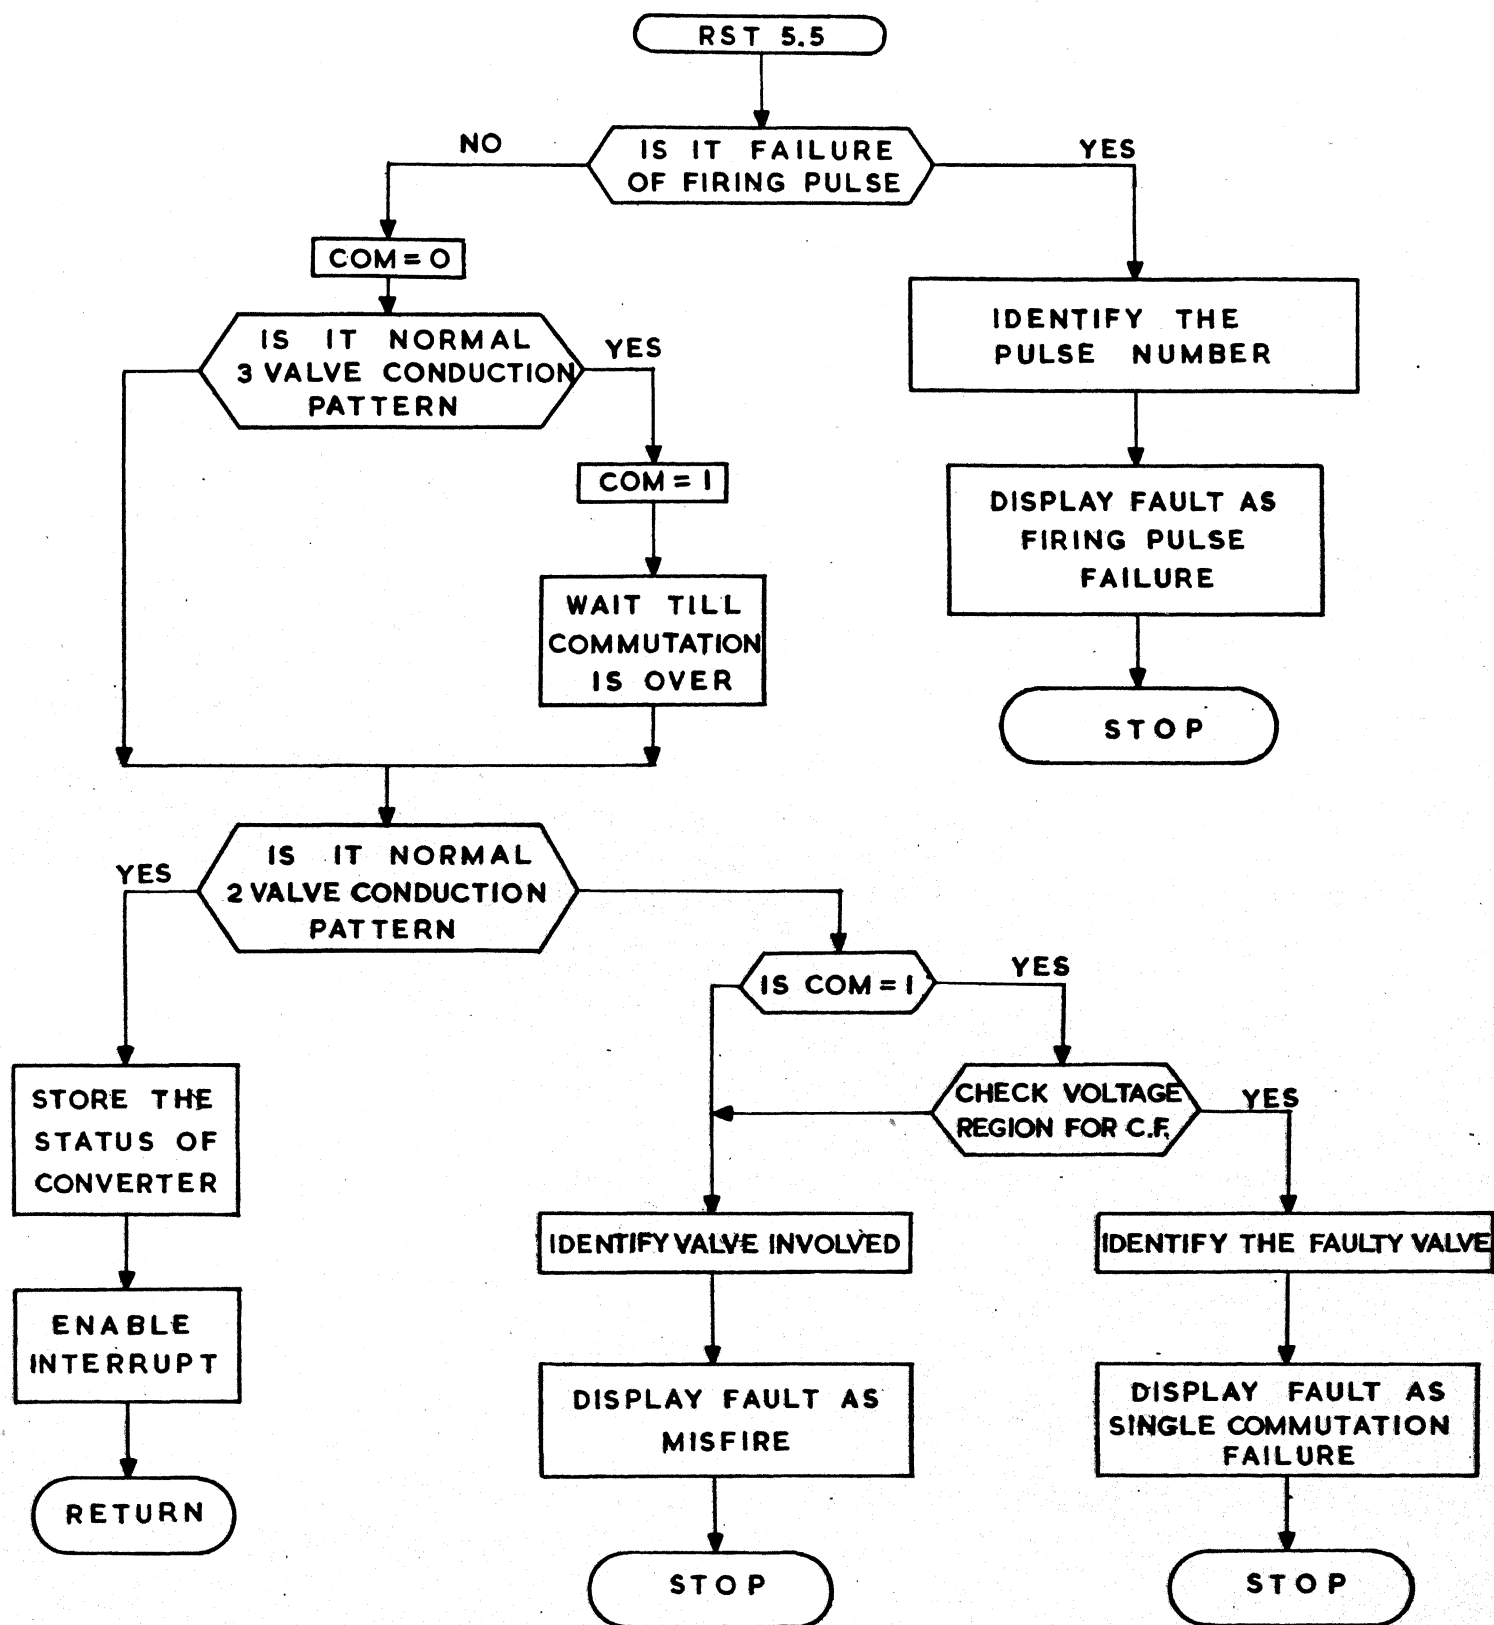 RST 5.5
NO
IS IT FAILURE
OF FIRING PULSE
YES
COM = 0
IS IT NORMAL
3 VALVE CONDUCTION
PATTERN
YES
IDENTIFY THE
PULSE NUMBER
COM = 1
DISPLAY FAULT AS
FIRING PULSE
FAILURE
WAIT TILL
COMMUTATION
IS OVER
STOP
YES
IS IT NORMAL
2 VALVE CONDUCTION
PATTERN
IS COM = 1
YES
STORE THE
STATUS OF
CONVERTER
CHECK VOLTAGE
REGION FOR C.F.
YES
IDENTIFY VALVE INVOLVED
IDENTIFY THE FAULTY VALVE
ENABLE
INTERRUPT
DISPLAY FAULT AS
MISFIRE
DISPLAY FAULT AS
SINGLE COMMUTATION
FAILURE
RETURN
STOP
STOP